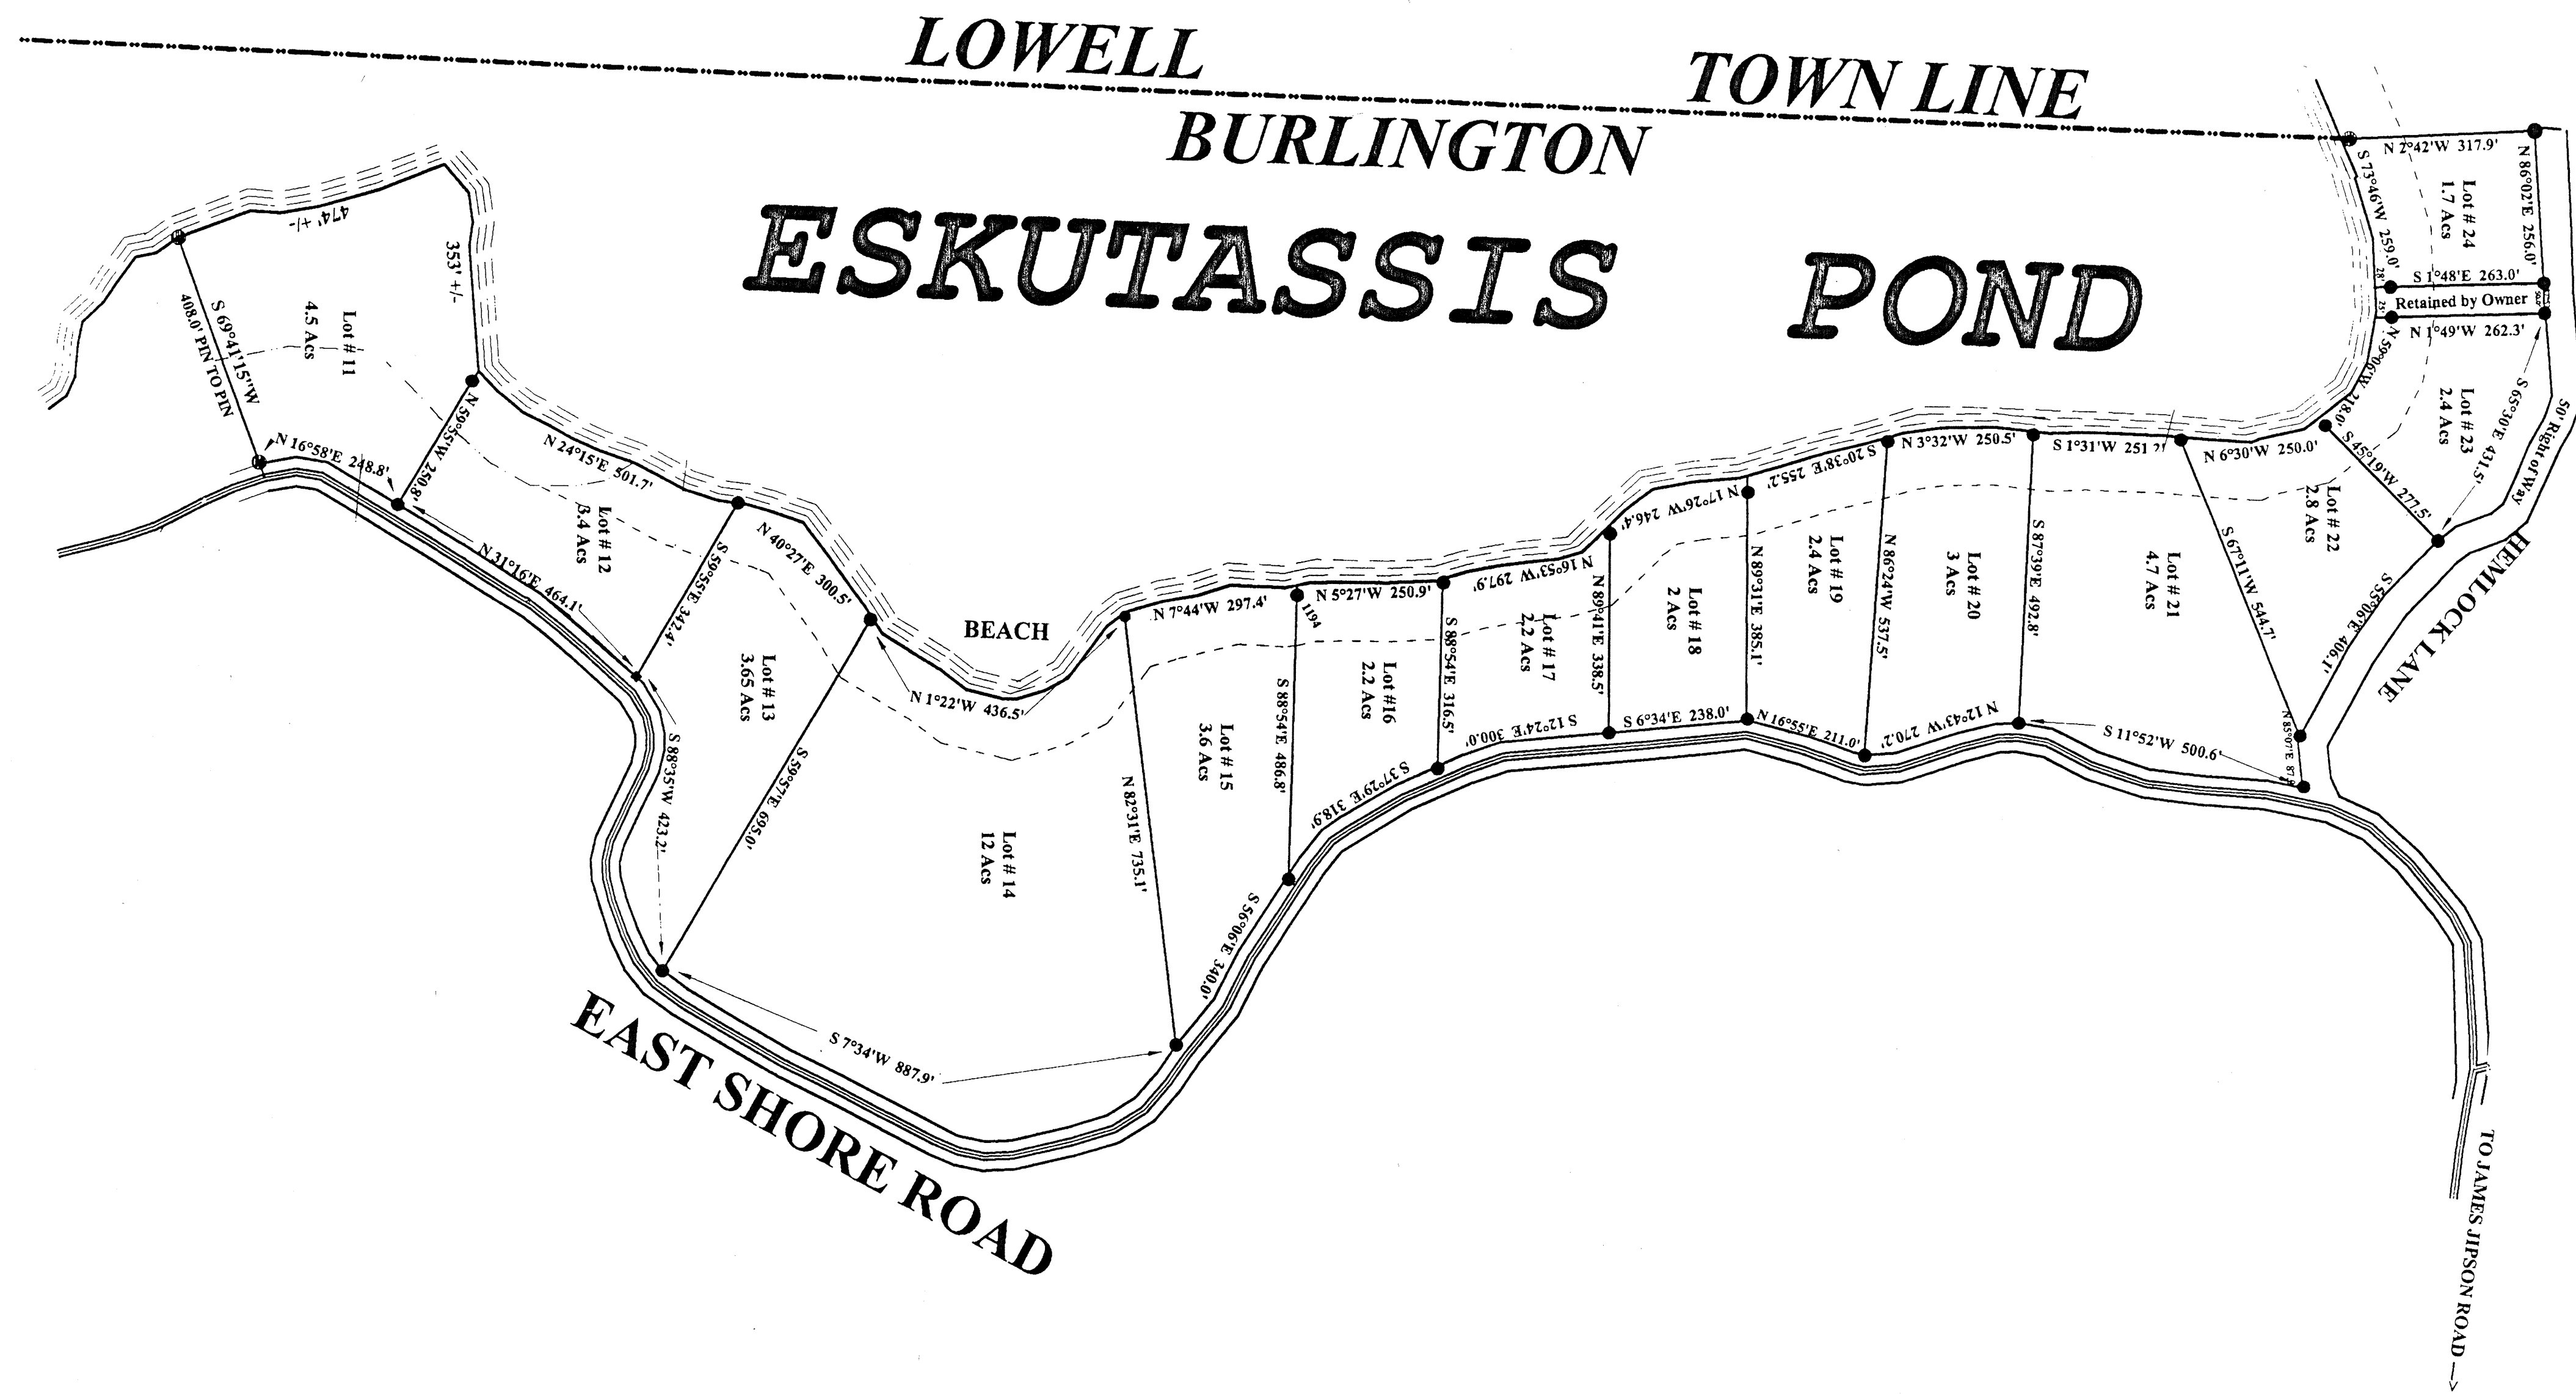 LOWELL
TOWN LINE
BURLINGTON
ESKUTASSIS POND
474' +/-
353' +/-
S 69°41'15"W
408.0' PIN TO PIN
Lot # 11
4.5 Acs
N 16°58'E 248.8'
N 59°55'W 250.8'
N 24°15'E 501.7'
Lot # 12
3.4 Acs
N 31°16'E 464.1'
S 59°55'E 342.4'
N 40°27'E 300.5'
Lot # 13
3.65 Acs
S 88°35'W 423.2'
S 59°57'E 695.0'
BEACH
N 1°22'W 436.5'
Lot # 14
12 Acs
S 7°34'W 887.9'
N 82°31'E 735.1'
N 7°44'W 297.4'
Lot # 15
3.6 Acs
S 56°06'E 340.0'
1194
S 88°54'E 486.8'
N 5°27'W 250.9'
Lot #16
2.2 Acs
S 37°29'E 318.9'
S 88°54'E 316.5'
N 16°53'W 297.9'
Lot # 17
2.2 Acs
S 12°24'E 300.0'
N 89°41'E 338.5'
N 17°26'W 246.4'
Lot # 18
2 Acs
S 6°34'E 238.0'
N 89°31'E 385.1'
S 20°38'E 255.2'
Lot # 19
2.4 Acs
N 16°55'E 211.0'
N 86°24'W 537.5'
N 3°32'W 250.5'
Lot # 20
3 Acs
N 12°43'W 270.2'
S 87°39'E 492.8'
S 1°31'W 251.2'
Lot # 21
4.7 Acs
S 11°52'W 500.6'
S 67°11'W 544.7'
N 6°30'W 250.0'
Lot # 22
2.8 Acs
N 85°07'E 87.9'
S 55°06'E 406.1'
S 45°19'W 277.5'
N 59°06'W 218.0'
Lot # 23
2.4 Acs
S 65°30'E 431.5'
50' Right of Way
N 1°49'W 262.3'
Retained by Owner
25'
28'
S 1°48'E 263.0'
Lot # 24
1.7 Acs
S 73°46'W 259.0'
N 2°42'W 317.9'
N 86°02'E 256.0'
HEMLOCK LANE
EAST SHORE ROAD
TO JAMES JIPSON ROAD